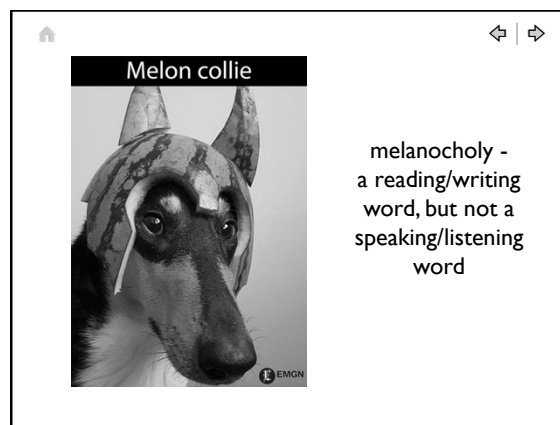 Melon collie
melanocholy -
a reading/writing
word, but not a
speaking/listening
word
EMGN